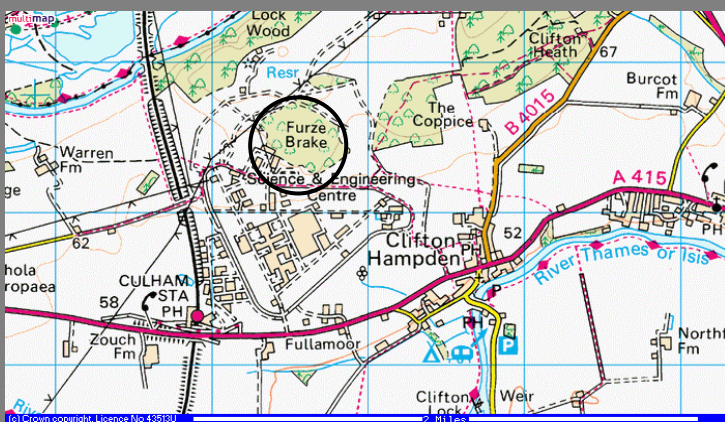 multimap
Lock
Wood
Clifton
Heath
67
Resr
Burcot
Fm
The
Coppice
B 4015
Furze
Brake
Warren
Fm
Science & Engineering
Centre
A 415
ge
PH
62
Clifton
Hampden
PH
52
River Thames or Isis
hola
ropaea
CULHAM
STA
PH
58
P
Zouch
Fm
Fullamoor
PH
P
Northf
Fm
Clifton
Lock
Weir
Riv
(c) Crown copyright, Licence No 43513U
2 Miles